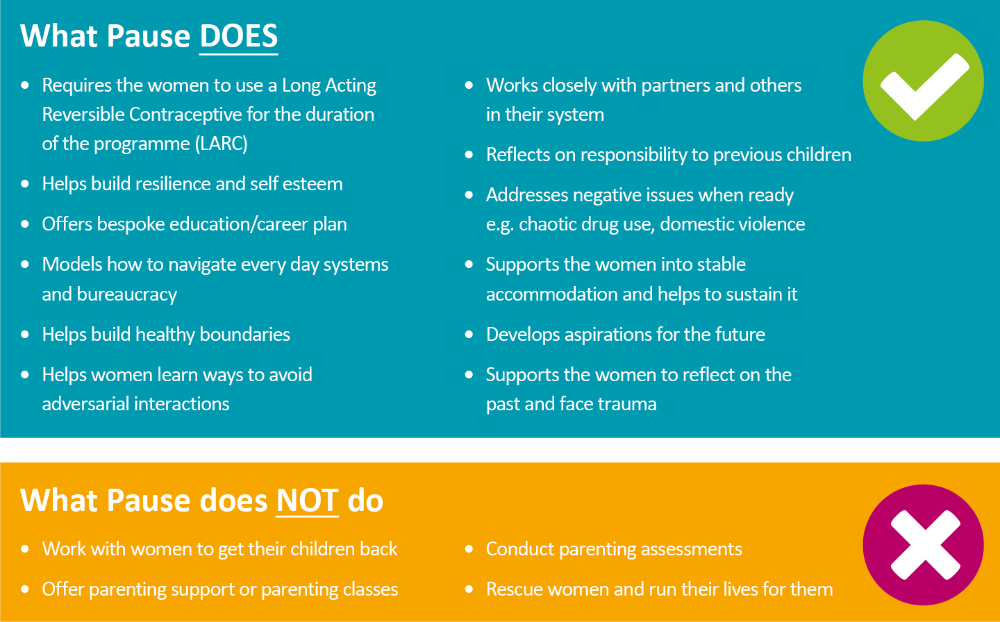 What Pause DOES
• Requires the women to use a Long Acting
Reversible Contraceptive for the duration
of the programme (LARC)
• Helps build resilience and self esteem
• Offers bespoke education/career plan
• Models how to navigate every day systems
and bureaucracy
• Helps build healthy boundaries
• Helps women learn ways to avoid
adversarial interactions
• Works closely with partners and others
in their system
• Reflects on responsibility to previous children
• Addresses negative issues when ready
e.g. chaotic drug use, domestic violence
• Supports the women into stable
accommodation and helps to sustain it
• Develops aspirations for the future
• Supports the women to reflect on the
past and face trauma
What Pause does NOT do
• Work with women to get their children back
• Offer parenting support or parenting classes
• Conduct parenting assessments
• Rescue women and run their lives for them